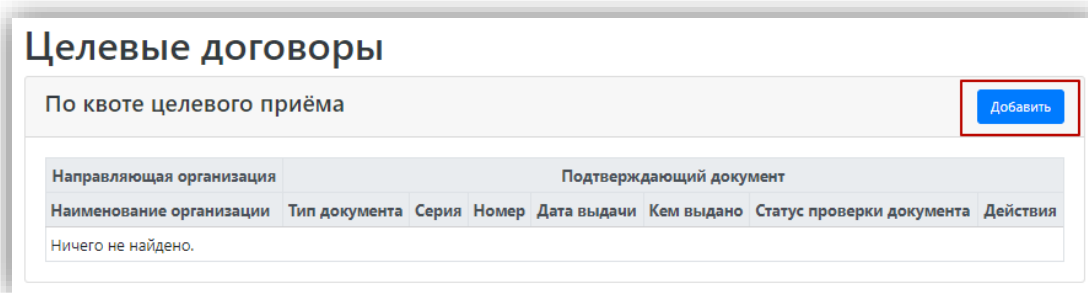 Целевые договоры
По квоте целевого приёма
Добавить
Направляющая организация Подтверждающий документ
Наименование организации Тип документа Серия Номер Дата выдачи Кем выдано Статус проверки документа Действия
Ничего не найдено.